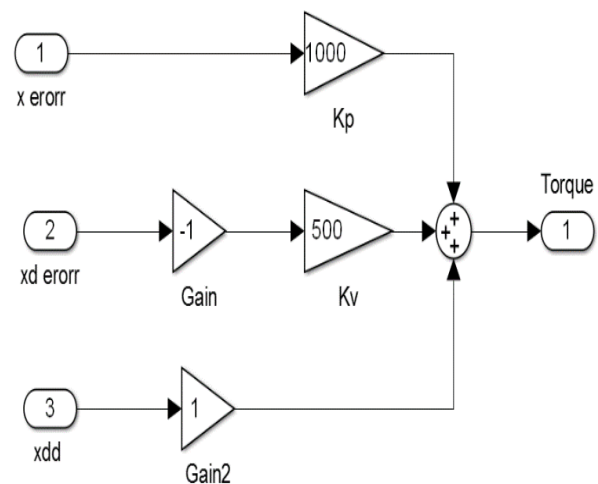 1
x erorr
1000
Kp
2
xd erorr
-1
Gain
500
Kv
+
+
+
Torque
1
3
xdd
1
Gain2